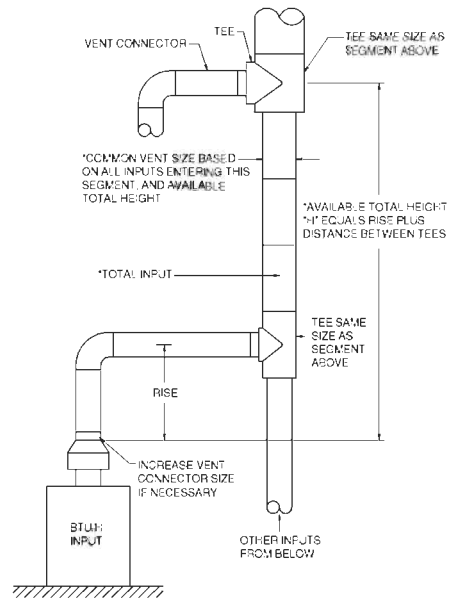 TEE
VENT CONNECTOR
TEE SAME SIZE AS
SEGMENT ABOVE
*COMMON VENT SIZE BASED
ON ALL INPUTS ENTERING THIS
SEGMENT, AND AVAILABLE
TOTAL HEIGHT
*AVAILABLE TOTAL HEIGHT
"H" EQUALS RISE PLUS
DISTANCE BETWEEN TEES
*TOTAL INPUT
TEE SAME
SIZE AS
SEGMENT
ABOVE
RISE
INCREASE VENT
CONNECTOR SIZE
IF NECESSARY
BTU/H
INPUT
OTHER INPUTS
FROM BELOW